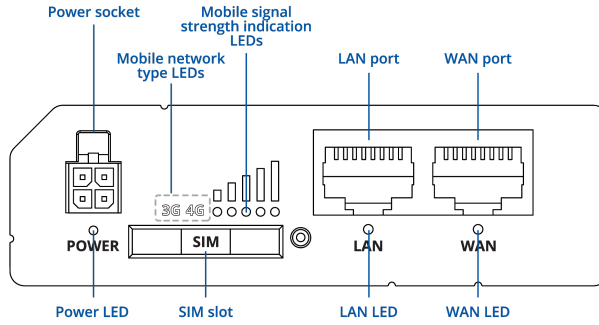 Power socket
Mobile signal
strength indication
LEDs
Mobile network
type LEDs
LAN port
WAN port
3G 4G
POWER
SIM
LAN
WAN
Power LED
SIM slot
LAN LED
WAN LED